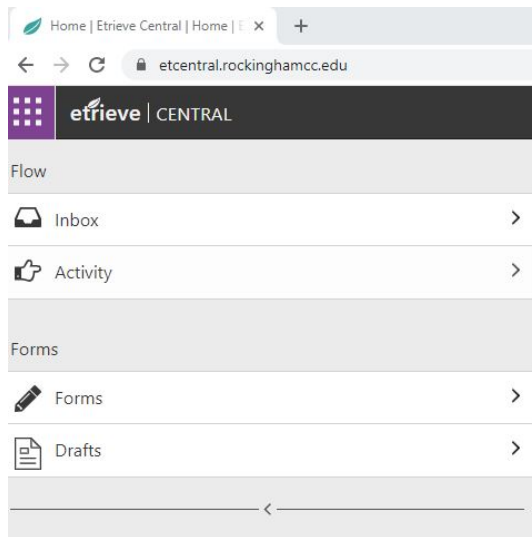 Home | Etrieve Central | Home | E
etcentral.rockinghamcc.edu
etrieve | CENTRAL
Flow
Inbox
Activity
Forms
Forms
Drafts